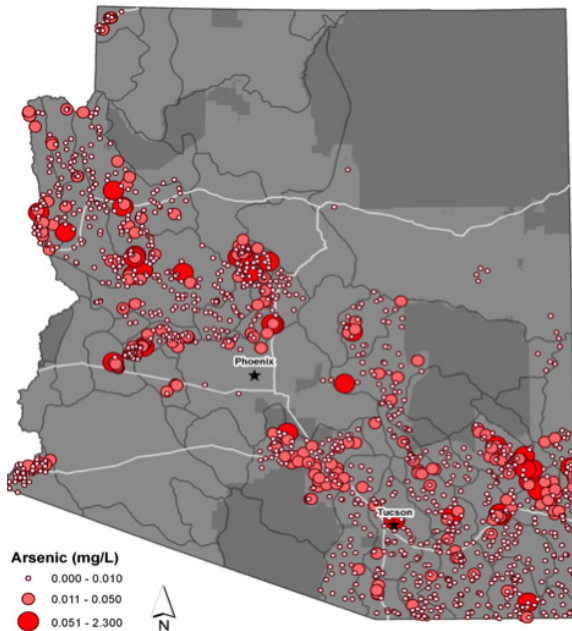 Phoenix
Tucson
Arsenic (mg/L)
0.000 - 0.010
0.011 - 0.050
0.051 - 2.300
N